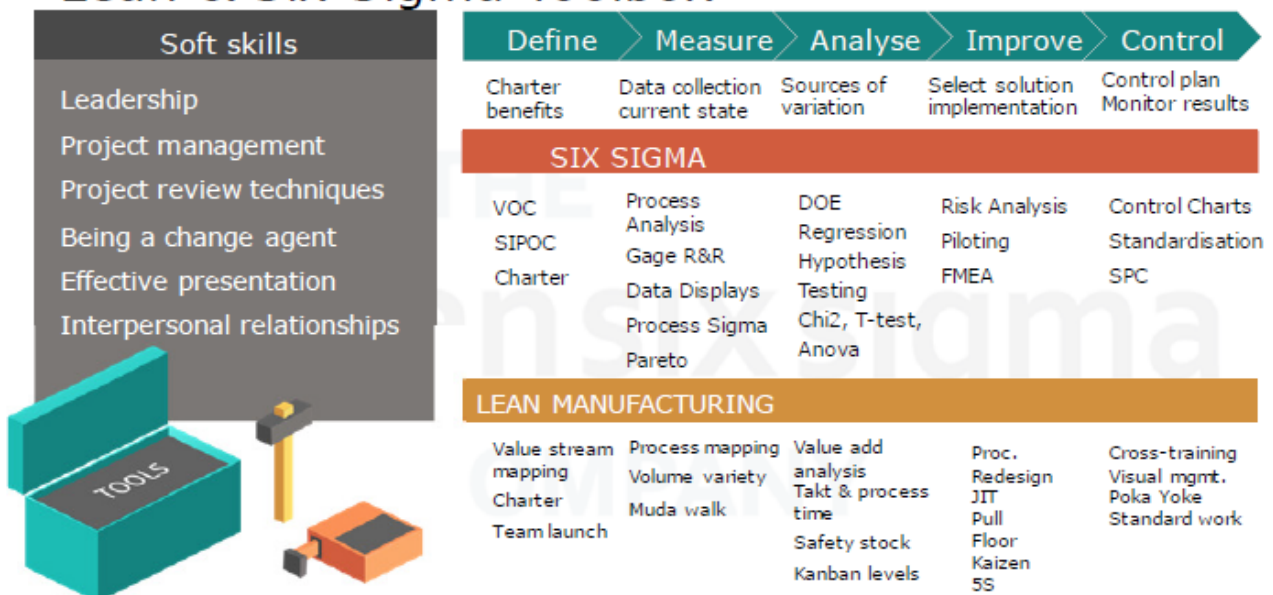 Lean & Six Sigma Toolbox
Soft skills
Leadership
Project management
Project review techniques
Being a change agent
Effective presentation
Interpersonal relationships
TOOLS
Define
Measure
Analyse
Improve
Control
Charter
benefits
Data collection
current state
Sources of
variation
Select solution
implementation
Control plan
Monitor results
SIX SIGMA
VOC
SIPOC
Charter
Process
Analysis
Gage R&R
Data Displays
Process Sigma
Pareto
DOE
Regression
Hypothesis
Testing
Chi2, T-test,
Anova
Risk Analysis
Piloting
FMEA
Control Charts
Standardisation
SPC
LEAN MANUFACTURING
Value stream
mapping
Charter
Team launch
Process mapping
Volume variety
Muda walk
Value add
analysis
Takt & process
time
Safety stock
Kanban levels
Proc.
Redesign
JIT
Pull
Floor
Kaizen
5S
Cross-training
Visual mgmt.
Poka Yoke
Standard work
THE